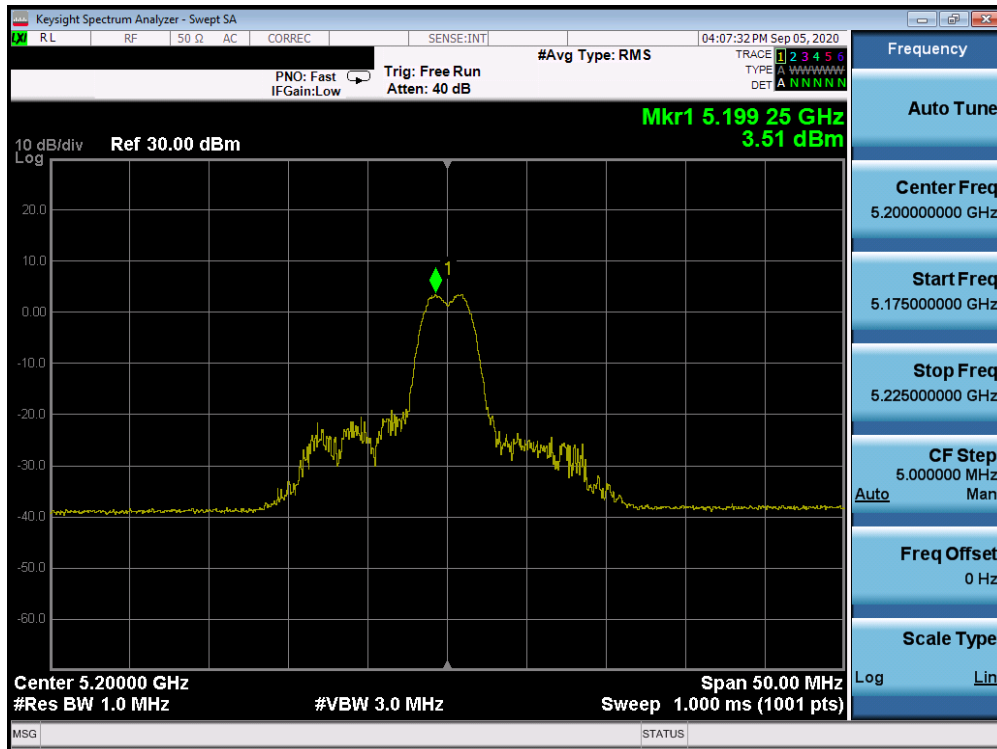 Keysight Spectrum Analyzer - Swept SA
LXI RL RF 50 Ω AC CORREC SENSE:INT 04:07:32 PM Sep 05, 2020
#Avg Type: RMS
TRACE 1 2 3 4 5 6
PNO: Fast Trig: Free Run
TYPE A WWWWW
IFGain:Low Atten: 40 dB
DET A N N N N N
Mkr1 5.199 25 GHz
3.51 dBm
10 dB/div Ref 30.00 dBm
Log
20.0
10.0
1
0.00
-10.0
-20.0
-30.0
-40.0
-50.0
-60.0
Center 5.20000 GHz Span 50.00 MHz
#Res BW 1.0 MHz #VBW 3.0 MHz Sweep 1.000 ms (1001 pts)
MSG STATUS
Frequency
Auto Tune
Center Freq
5.200000000 GHz
Start Freq
5.175000000 GHz
Stop Freq
5.225000000 GHz
CF Step
5.000000 MHz
Auto Man
Freq Offset
0 Hz
Scale Type
Log Lin